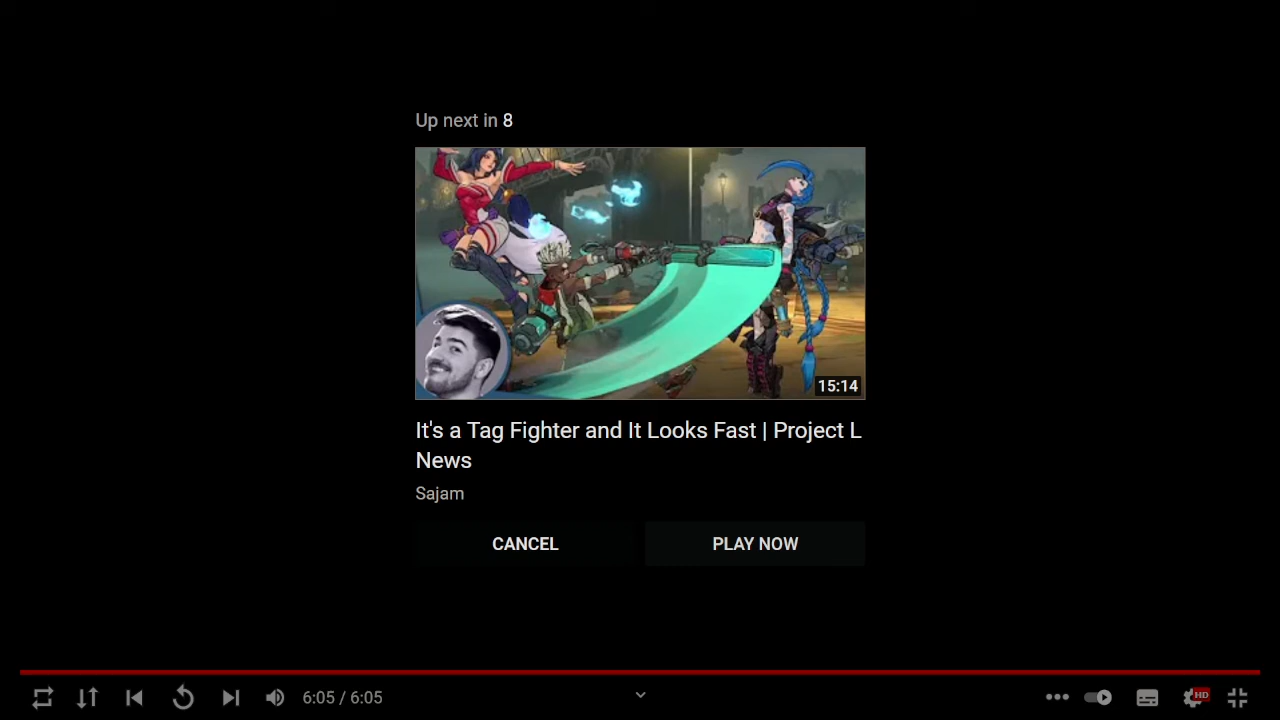 Up next in 8
15:14
It's a Tag Fighter and It Looks Fast | Project L
News
Sajam
CANCEL PLAY NOW
6:05 / 6:05
HD